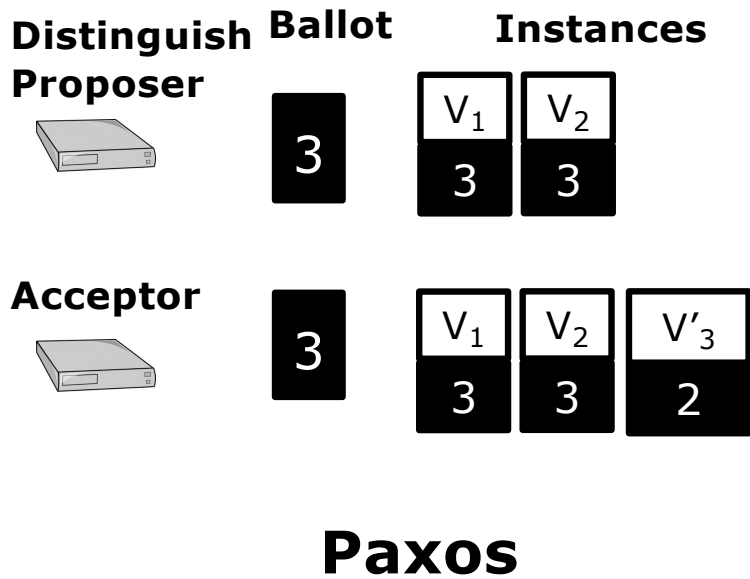 Distinguish Ballot Instances
Proposer
V₁ V₂
3
3 3
Acceptor
V₁ V₂ V′₃
3
3 3 2
Paxos